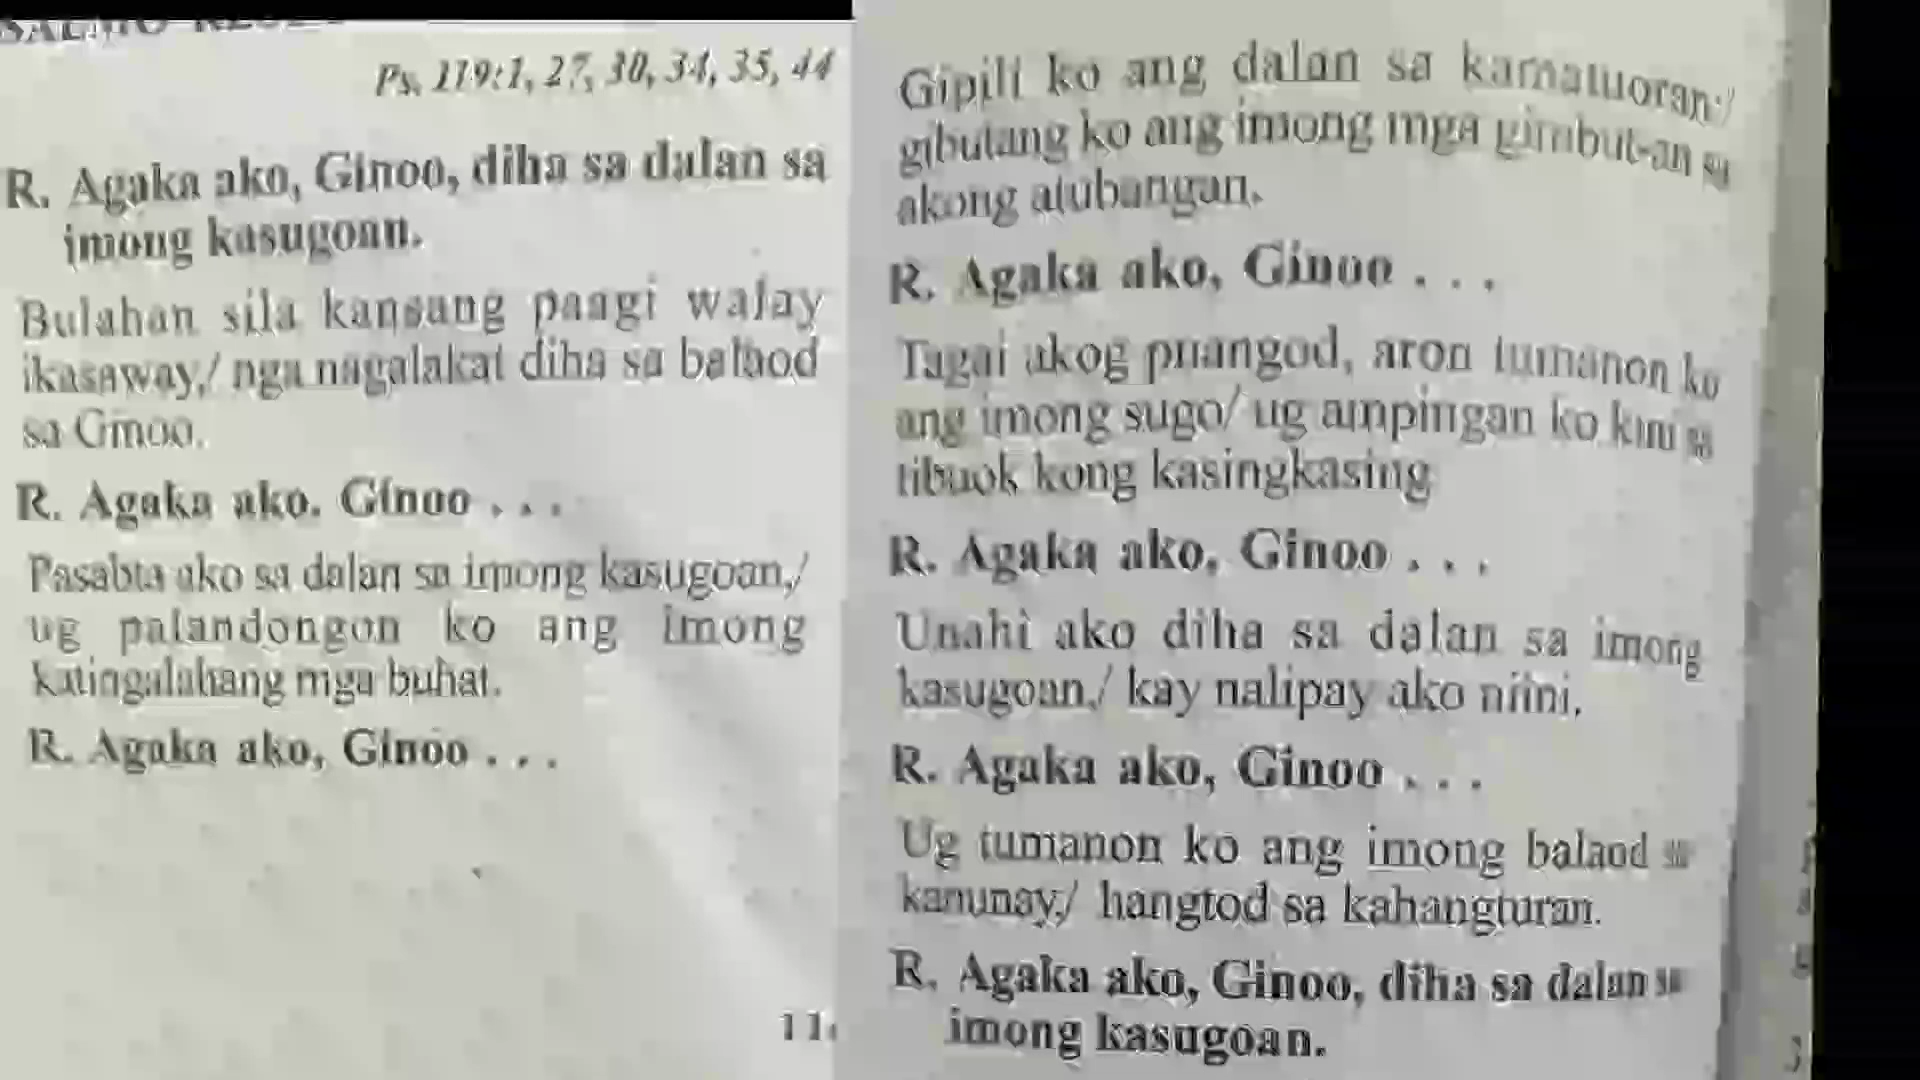 SALMO
Ps. 119:1, 27, 30, 34, 35, 44
R. Agaka ako, Ginoo, diha sa dalan sa
imong kasugoan.
Bulahan sila kansang paagi walay
ikasaway,/ nga nagalakat diha sa balaod
sa Ginoo.
R. Agaka ako, Ginoo . . .
Pasabta ako sa dalan sa imong kasugoan,/
ug palandongon ko ang imong
katingalahang mga buhat.
R. Agaka ako, Ginoo . . .
Gipili ko ang dalan sa kamatuoran;/
gibutang ko ang imong mga gimbut-an sa
akong atubangan.
R. Agaka ako, Ginoo . . .
Tagai akog puangod, aron tumanon ko
ang imong sugo/ ug ampingan ko kini sa
tibuok kong kasingkasing
R. Agaka ako, Ginoo . . .
Unahi ako diha sa dalan sa imong
kasugoan,/ kay nalipay ako niini.
R. Agaka ako, Ginoo . . .
Ug tumanon ko ang imong balaod sa
kanunay,/ hangtod sa kahangturan.
R. Agaka ako, Ginoo, diha sa dalan sa
imong kasugoan.